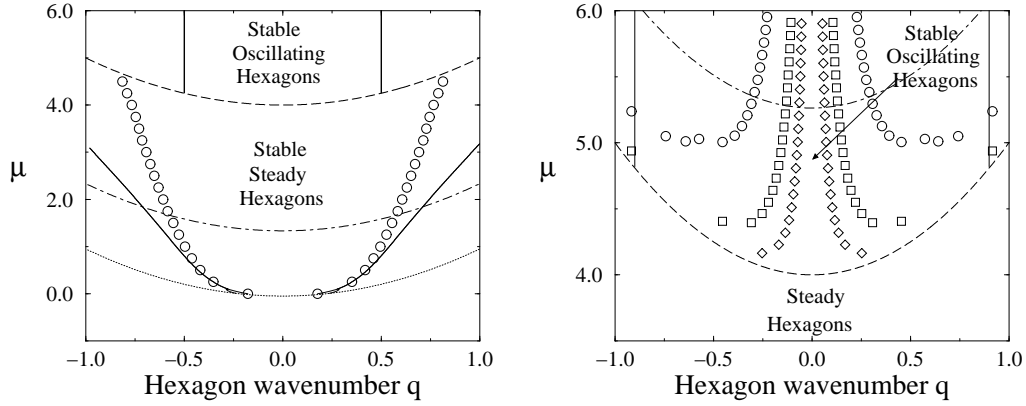 Stable
Oscillating
Hexagons
Stable
Steady
Hexagons
4.0
2.0
0.0
μ
−1.0
−0.5
0.0
0.5
1.0
Hexagon wavenumber q
Stable
Oscillating
Hexagons
Steady
Hexagons
6.0
5.0
4.0
μ
−1.0
−0.5
0.0
0.5
1.0
Hexagon wavenumber q